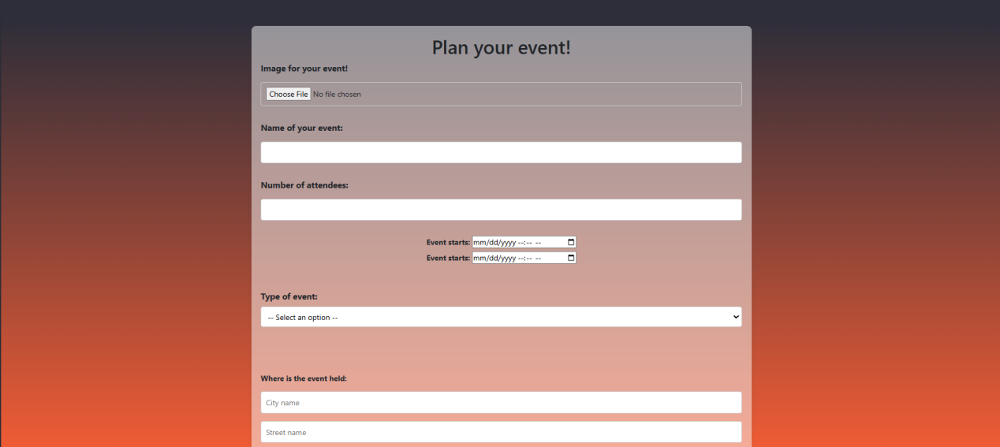 Plan your event!
Image for your event!
Choose File No file chosen
Name of your event:
Number of attendees:
Event starts: mm/dd/yyyy --:-- --
Event starts: mm/dd/yyyy --:-- --
Type of event:
-- Select an option --
Where is the event held:
City name
Street name